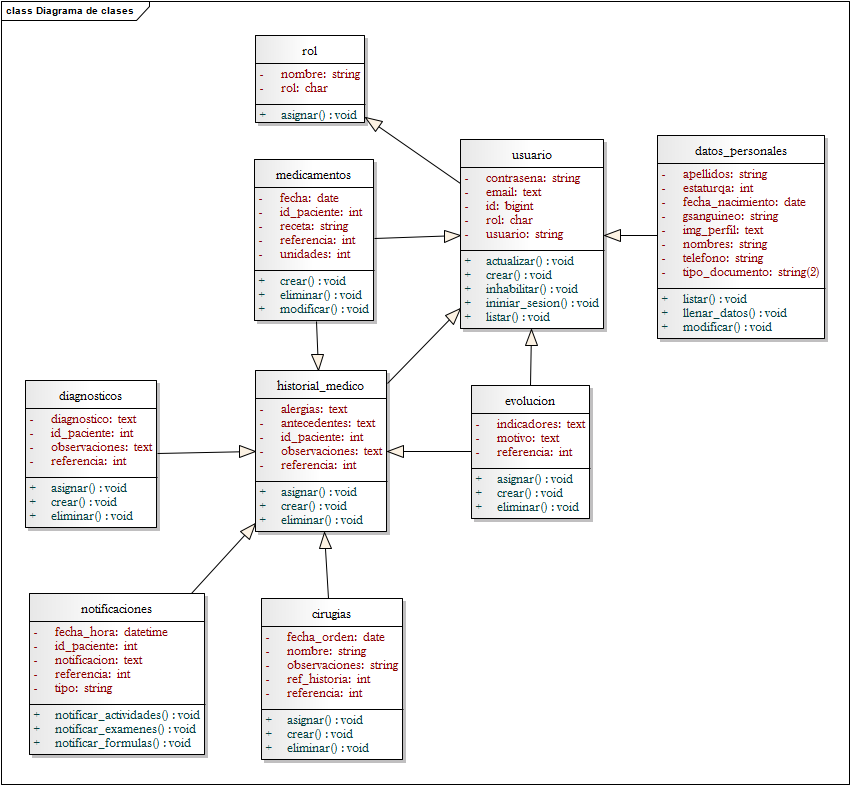 class Diagrama de clases
rol
- nombre: string
- rol: char
+ asignar() : void
medicamentos
- fecha: date
- id_paciente: int
- receta: string
- referencia: int
- unidades: int
+ crear() : void
+ eliminar() : void
+ modificar() : void
usuario
- contrasena: string
- email: text
- id: bigint
- rol: char
- usuario: string
+ actualizar() : void
+ crear() : void
+ inhabilitar() : void
+ ininiar_sesion() : void
+ listar() : void
datos_personales
- apellidos: string
- estaturqa: int
- fecha_nacimiento: date
- gsanguineo: string
- img_perfil: text
- nombres: string
- telefono: string
- tipo_documento: string(2)
+ listar() : void
+ llenar_datos() : void
+ modificar() : void
diagnosticos
- diagnostico: text
- id_paciente: int
- observaciones: text
- referencia: int
+ asignar() : void
+ crear() : void
+ eliminar() : void
historial_medico
- alergias: text
- antecedentes: text
- id_paciente: int
- observaciones: text
- referencia: int
+ asignar() : void
+ crear() : void
+ eliminar() : void
evolucion
- indicadores: text
- motivo: text
- referencia: int
+ asignar() : void
+ crear() : void
+ eliminar() : void
notificaciones
- fecha_hora: datetime
- id_paciente: int
- notificacion: text
- referencia: int
- tipo: string
+ notificar_actividades() : void
+ notificar_examenes() : void
+ notificar_formulas() : void
cirugias
- fecha_orden: date
- nombre: string
- observaciones: string
- ref_historia: int
- referencia: int
+ asignar() : void
+ crear() : void
+ eliminar() : void